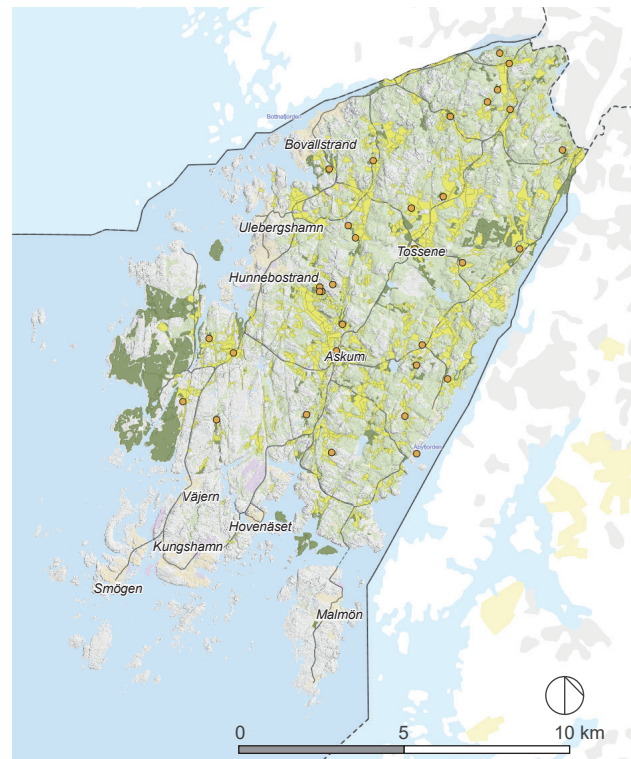 Bottnafjorden
Bovallstrand
Ulebergshamn
Tossene
Hunnebostrand
Askum
Åbyfjorden
Väjern
Hovenäset
Kungshamn
Smögen
Malmön
0 5 10 km